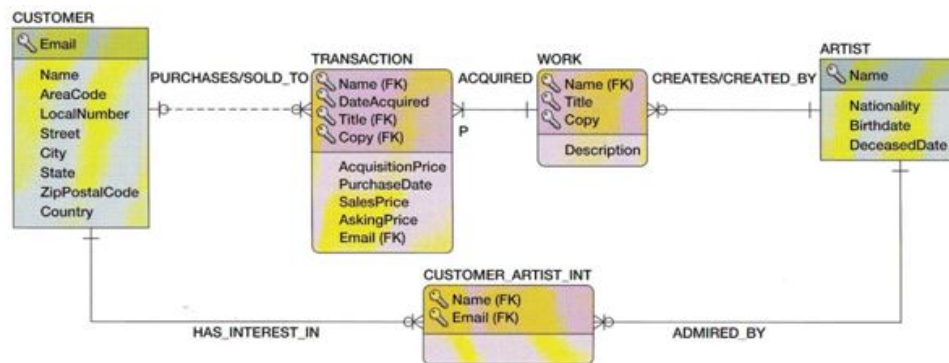 CUSTOMER
Email
Name
AreaCode
LocalNumber
Street
City
State
ZipPostalCode
Country
PURCHASES/SOLD_TO
TRANSACTION
Name (FK)
DateAcquired
Title (FK)
Copy (FK)
AcquisitionPrice
PurchaseDate
SalesPrice
AskingPrice
Email (FK)
ACQUIRED
P
WORK
Name (FK)
Title
Copy
Description
CREATES/CREATED_BY
ARTIST
Name
Nationality
Birthdate
DeceasedDate
CUSTOMER_ARTIST_INT
Name (FK)
Email (FK)
HAS_INTEREST_IN
ADMIRED_BY